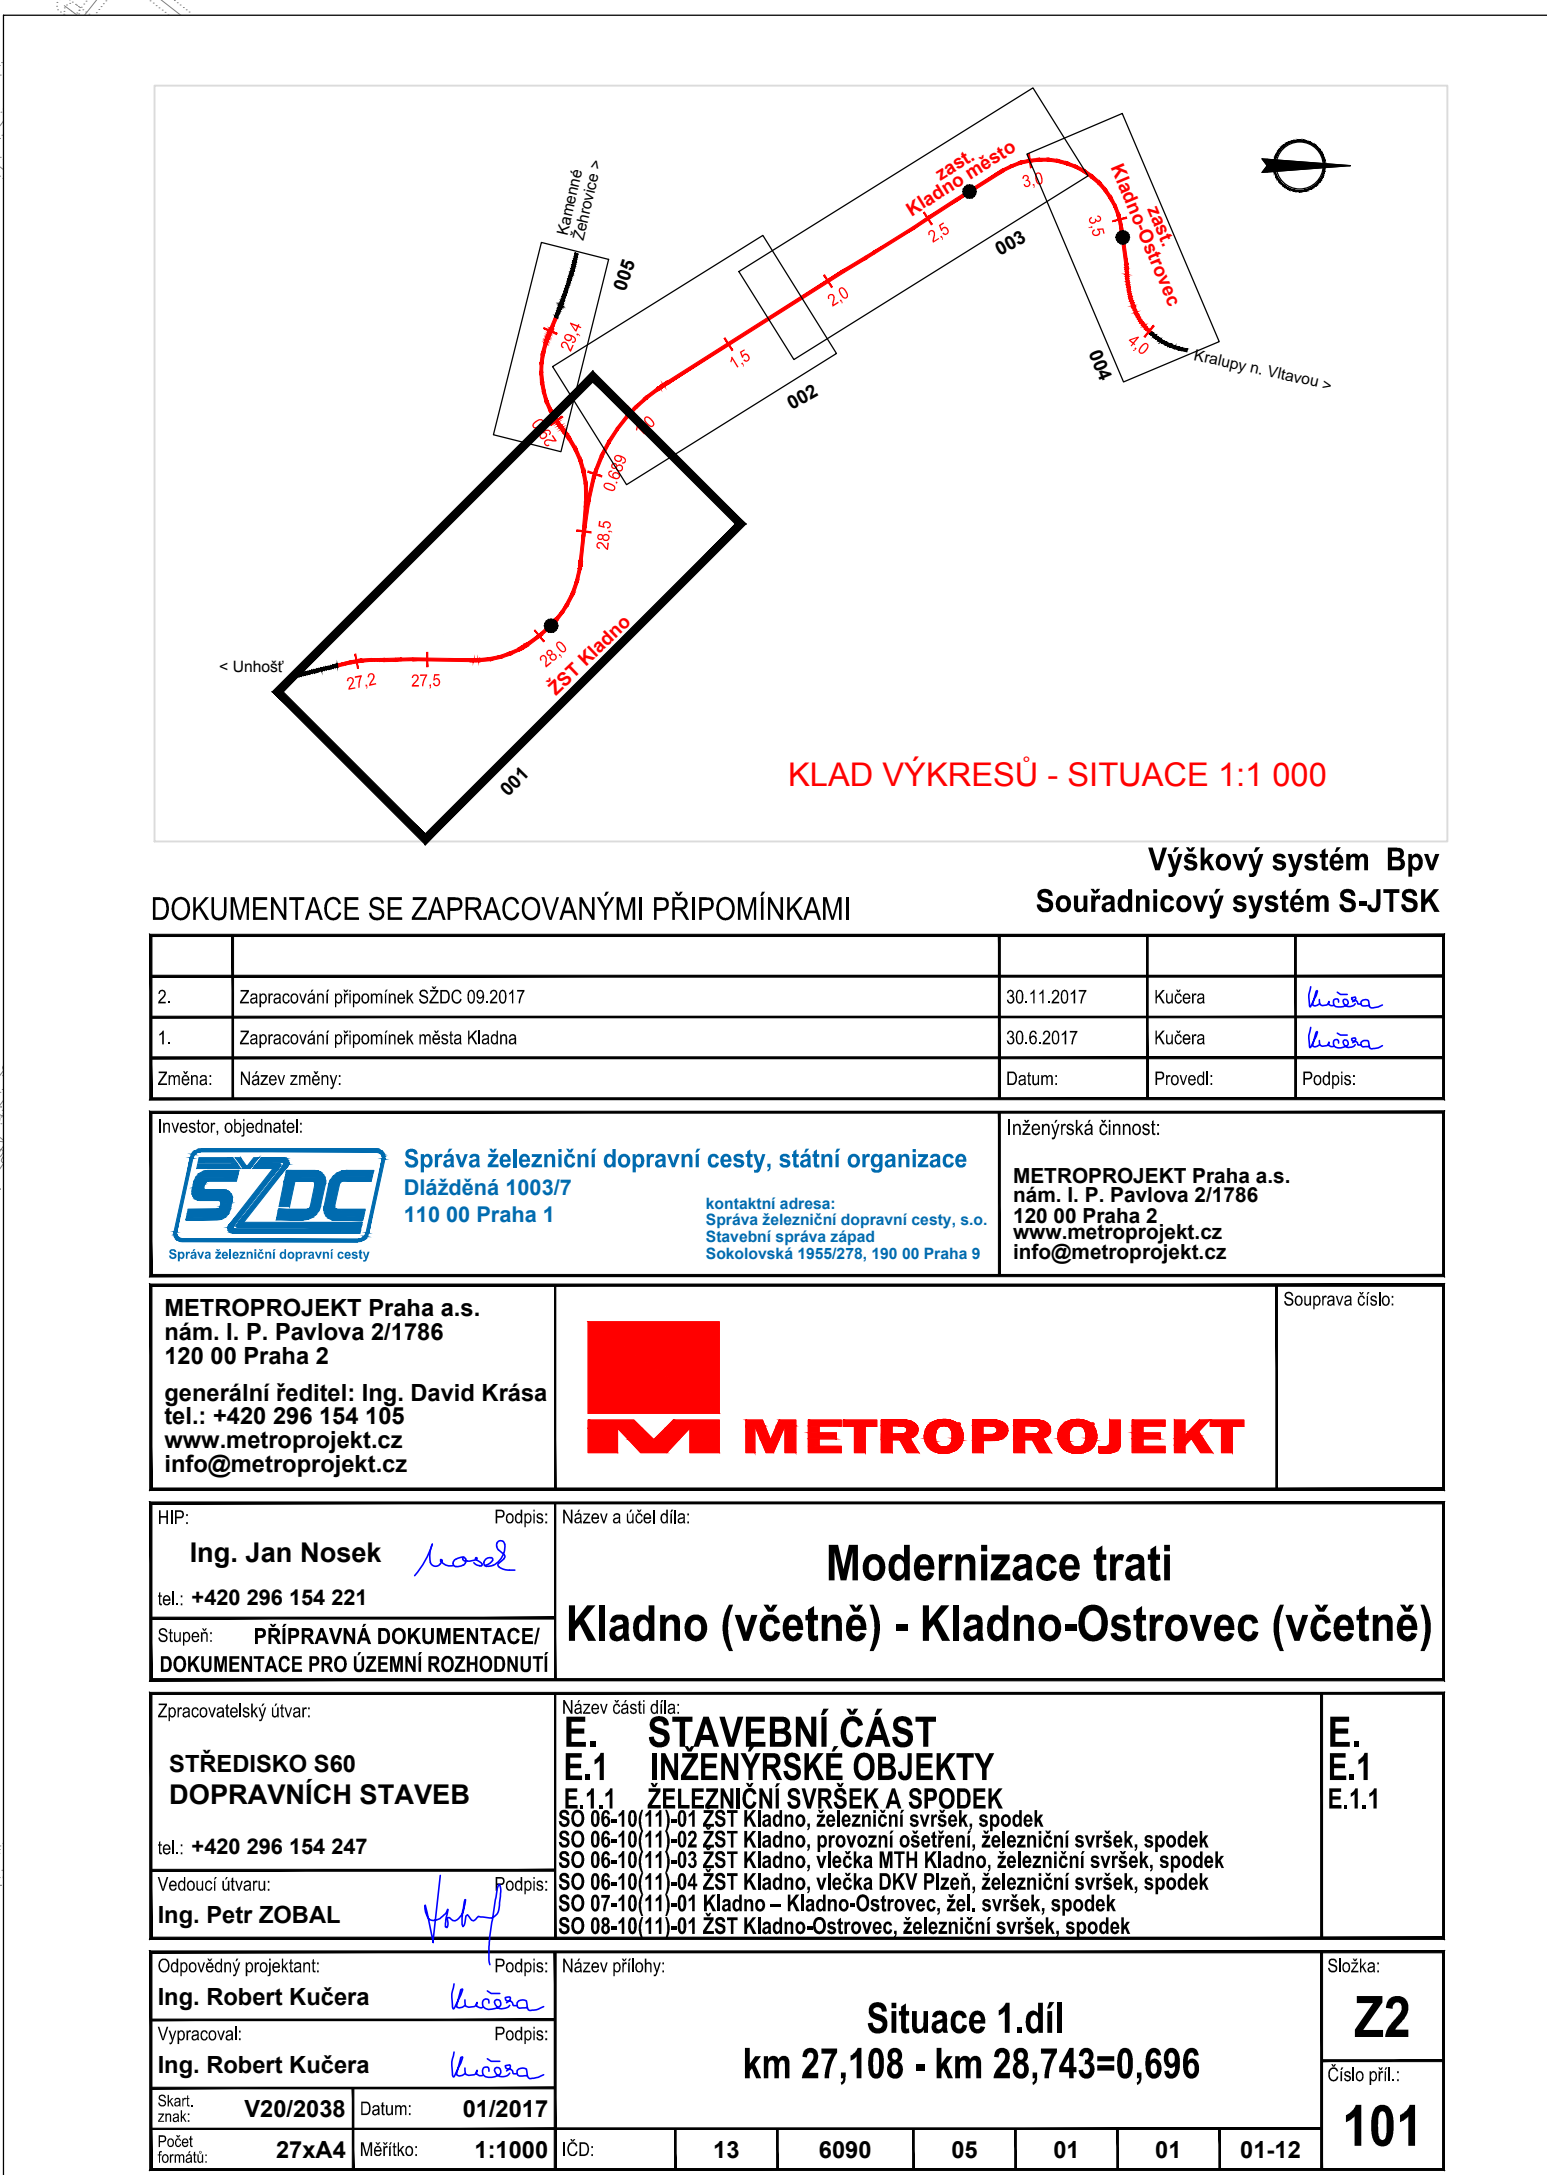 Kamenné
Žehrovice >
005
29,4
29,0
zast.
Kladno město
3,0
2,5
003
2,0
1,5
002
zast.
Kladno-Ostrovec
3,5
4,0
004
Kralupy n. Vltavou >
0.689
28,5
28,0
ŽST Kladno
< Unhošť
27,2
27,5
001
KLAD VÝKRESŮ - SITUACE 1:1 000
Výškový systém Bpv
DOKUMENTACE SE ZAPRACOVANÝMI PŘIPOMÍNKAMI
Souřadnicový systém S-JTSK
2. Zapracování připomínek SŽDC 09.2017 30.11.2017 Kučera Kučera
1. Zapracování připomínek města Kladna 30.6.2017 Kučera Kučera
Změna: Název změny: Datum: Provedl: Podpis:
Investor, objednatel:
SŽDC
Správa železniční dopravní cesty
Správa železniční dopravní cesty, státní organizace
Dlážděná 1003/7
110 00 Praha 1
kontaktní adresa:
Správa železniční dopravní cesty, s.o.
Stavební správa západ
Sokolovská 1955/278, 190 00 Praha 9
Inženýrská činnost:
METROPROJEKT Praha a.s.
nám. I. P. Pavlova 2/1786
120 00 Praha 2
www.metroprojekt.cz
info@metroprojekt.cz
METROPROJEKT Praha a.s.
nám. I. P. Pavlova 2/1786
120 00 Praha 2
generální ředitel: Ing. David Krása
tel.: +420 296 154 105
www.metroprojekt.cz
info@metroprojekt.cz
METROPROJEKT
Souprava číslo:
HIP: Podpis:
Ing. Jan Nosek Nosek
tel.: +420 296 154 221
Stupeň: PŘÍPRAVNÁ DOKUMENTACE/
DOKUMENTACE PRO ÚZEMNÍ ROZHODNUTÍ
Název a účel díla:
Modernizace trati
Kladno (včetně) - Kladno-Ostrovec (včetně)
Zpracovatelský útvar:
STŘEDISKO S60
DOPRAVNÍCH STAVEB
tel.: +420 296 154 247
Vedoucí útvaru: Podpis:
Ing. Petr ZOBAL
Název části díla:
E. STAVEBNÍ ČÁST
E.1 INŽENÝRSKÉ OBJEKTY
E.1.1 ŽELEZNIČNÍ SVRŠEK A SPODEK
SO 06-10(11)-01 ŽST Kladno, železniční svršek, spodek
SO 06-10(11)-02 ŽST Kladno, provozní ošetření, železniční svršek, spodek
SO 06-10(11)-03 ŽST Kladno, vlečka MTH Kladno, železniční svršek, spodek
SO 06-10(11)-04 ŽST Kladno, vlečka DKV Plzeň, železniční svršek, spodek
SO 07-10(11)-01 Kladno – Kladno-Ostrovec, žel. svršek, spodek
SO 08-10(11)-01 ŽST Kladno-Ostrovec, železniční svršek, spodek
E.
E.1
E.1.1
Odpovědný projektant: Podpis:
Ing. Robert Kučera Kučera
Vypracoval: Podpis:
Ing. Robert Kučera Kučera
Skart. znak: V20/2038 Datum: 01/2017
Počet formátů: 27xA4 Měřítko: 1:1000
Název přílohy:
Situace 1.díl
km 27,108 - km 28,743=0,696
IČD: 13 6090 05 01 01 01-12
Složka:
Z2
Číslo příl.:
101